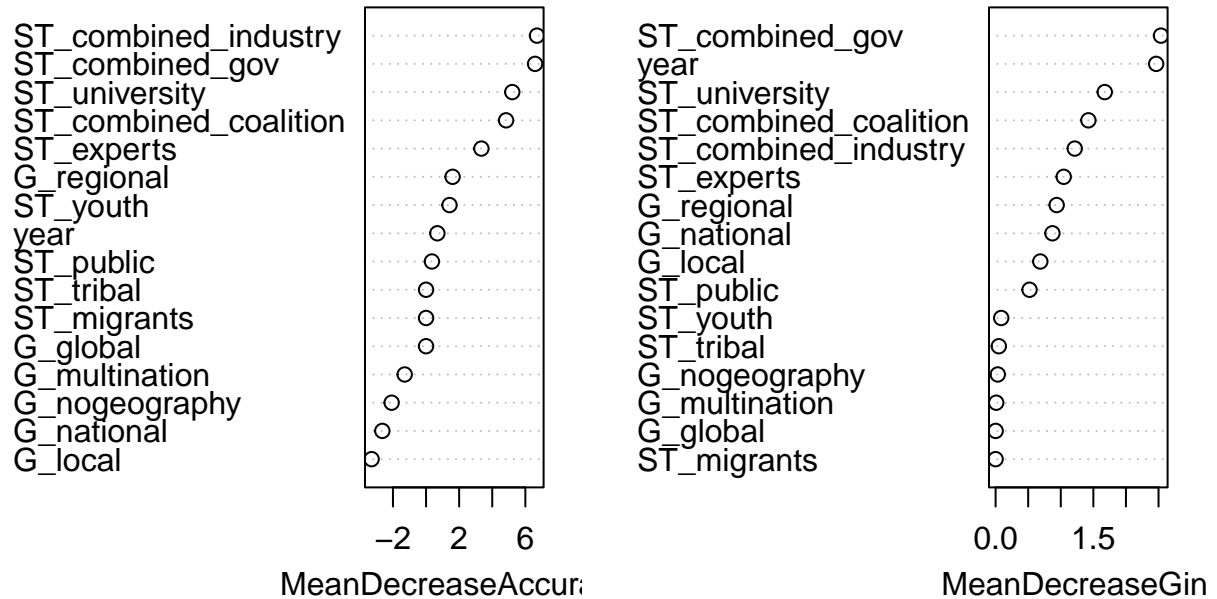 ST_combined_industry
ST_combined_gov
ST_university
ST_combined_coalition
ST_experts
G_regional
ST_youth
year
ST_public
ST_tribal
ST_migrants
G_global
G_multination
G_nogeography
G_national
G_local
−2 2 6
MeanDecreaseAccura
ST_combined_gov
year
ST_university
ST_combined_coalition
ST_combined_industry
ST_experts
G_regional
G_national
G_local
ST_public
ST_youth
ST_tribal
G_nogeography
G_multination
G_global
ST_migrants
0.0 1.5
MeanDecreaseGin